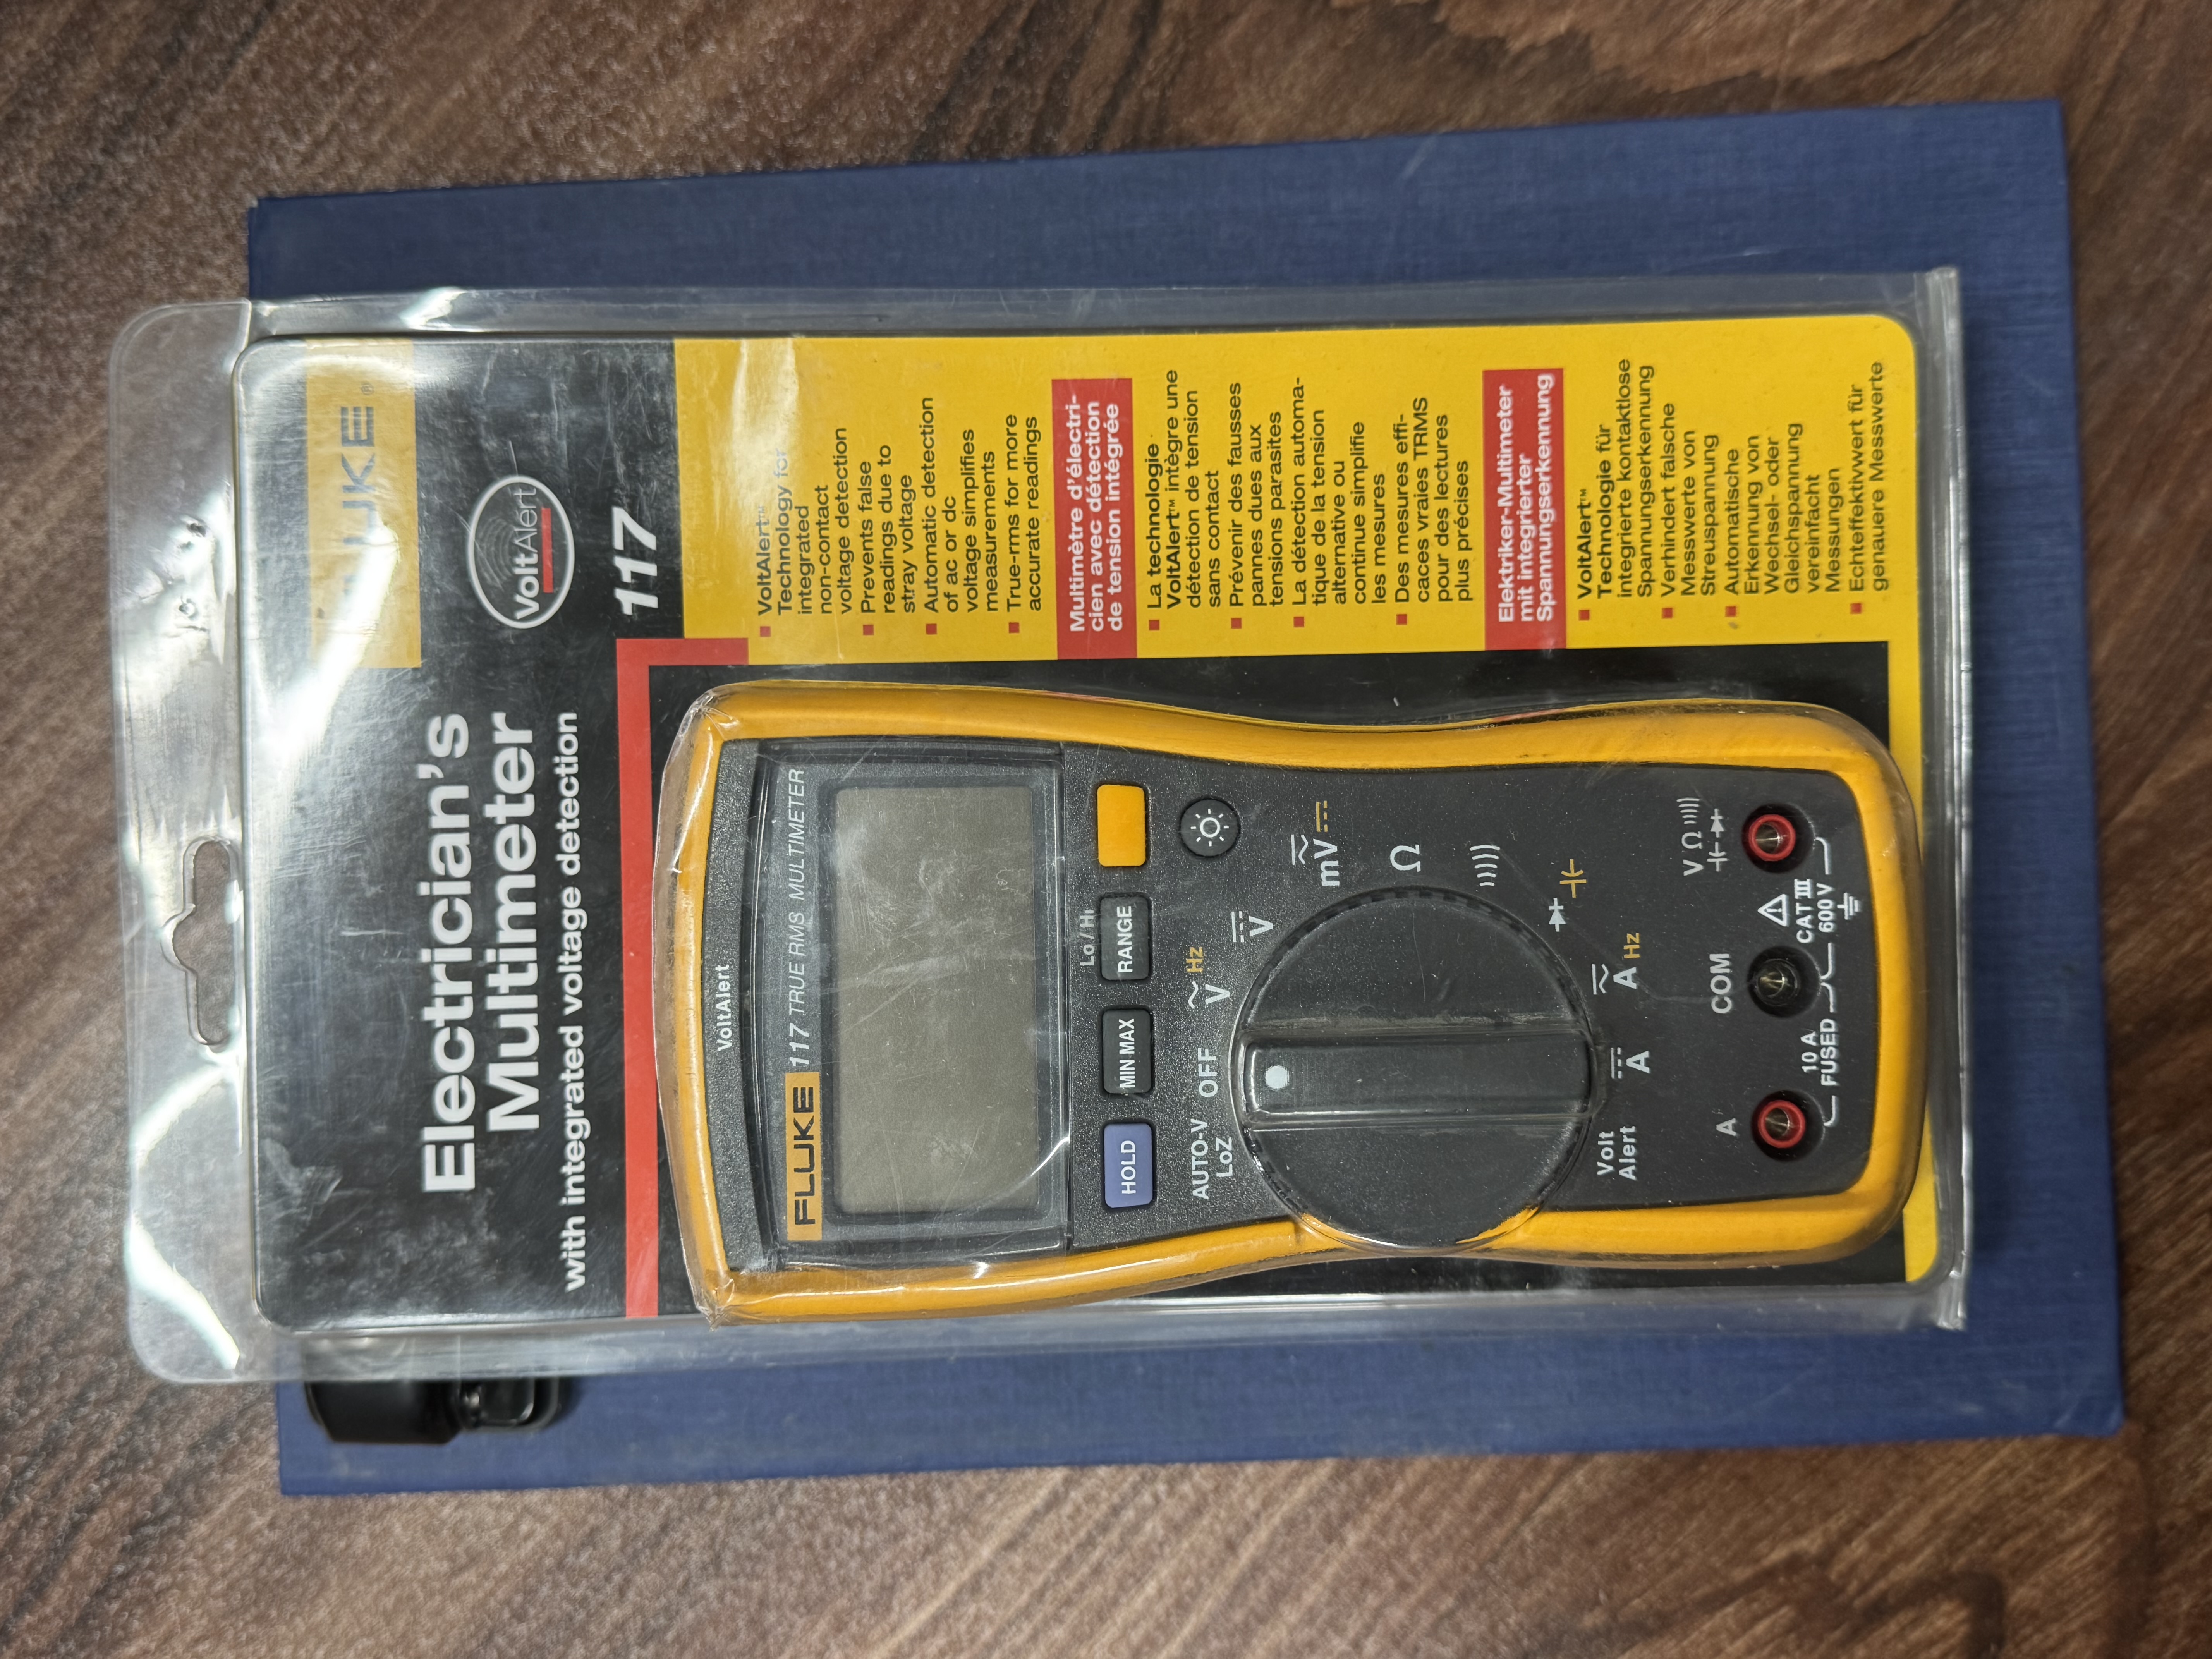 FLUKE®
Electrician's
Multimeter
with integrated voltage detection
VoltAlert
117
VoltAlert™
Technology for
integrated
non-contact
voltage detection
Prevents false
readings due to
stray voltage
Automatic detection
of ac or dc
voltage simplifies
measurements
True-rms for more
accurate readings
Multimètre d'électri-
cien avec détection
de tension intégrée
La technologie
VoltAlert™ intègre une
détection de tension
sans contact
Prévenir des fausses
pannes dues aux
tensions parasites
La détection automa-
tique de la tension
alternative ou
continue simplifie
les mesures
Des mesures effi-
caces vraies TRMS
pour des lectures
plus précises
Elektriker-Multimeter
mit integrierter
Spannungserkennung
VoltAlert™
Technologie für
integrierte kontaktlose
Spannungserkennung
Verhindert falsche
Messwerte von
Streuspannung
Automatische
Erkennung von
Wechsel- oder
Gleichspannung
vereinfacht
Messungen
Echteffektivwert für
genauere Messwerte
VoltAlert
FLUKE 117 TRUE RMS MULTIMETER
Lo/Hi
HOLD MIN MAX RANGE
AUTO-V
LoZ
OFF
V Hz
V
mV
Ω
A Hz
A
Volt
Alert
A COM V Ω
10 A
FUSED
CAT III
600 V